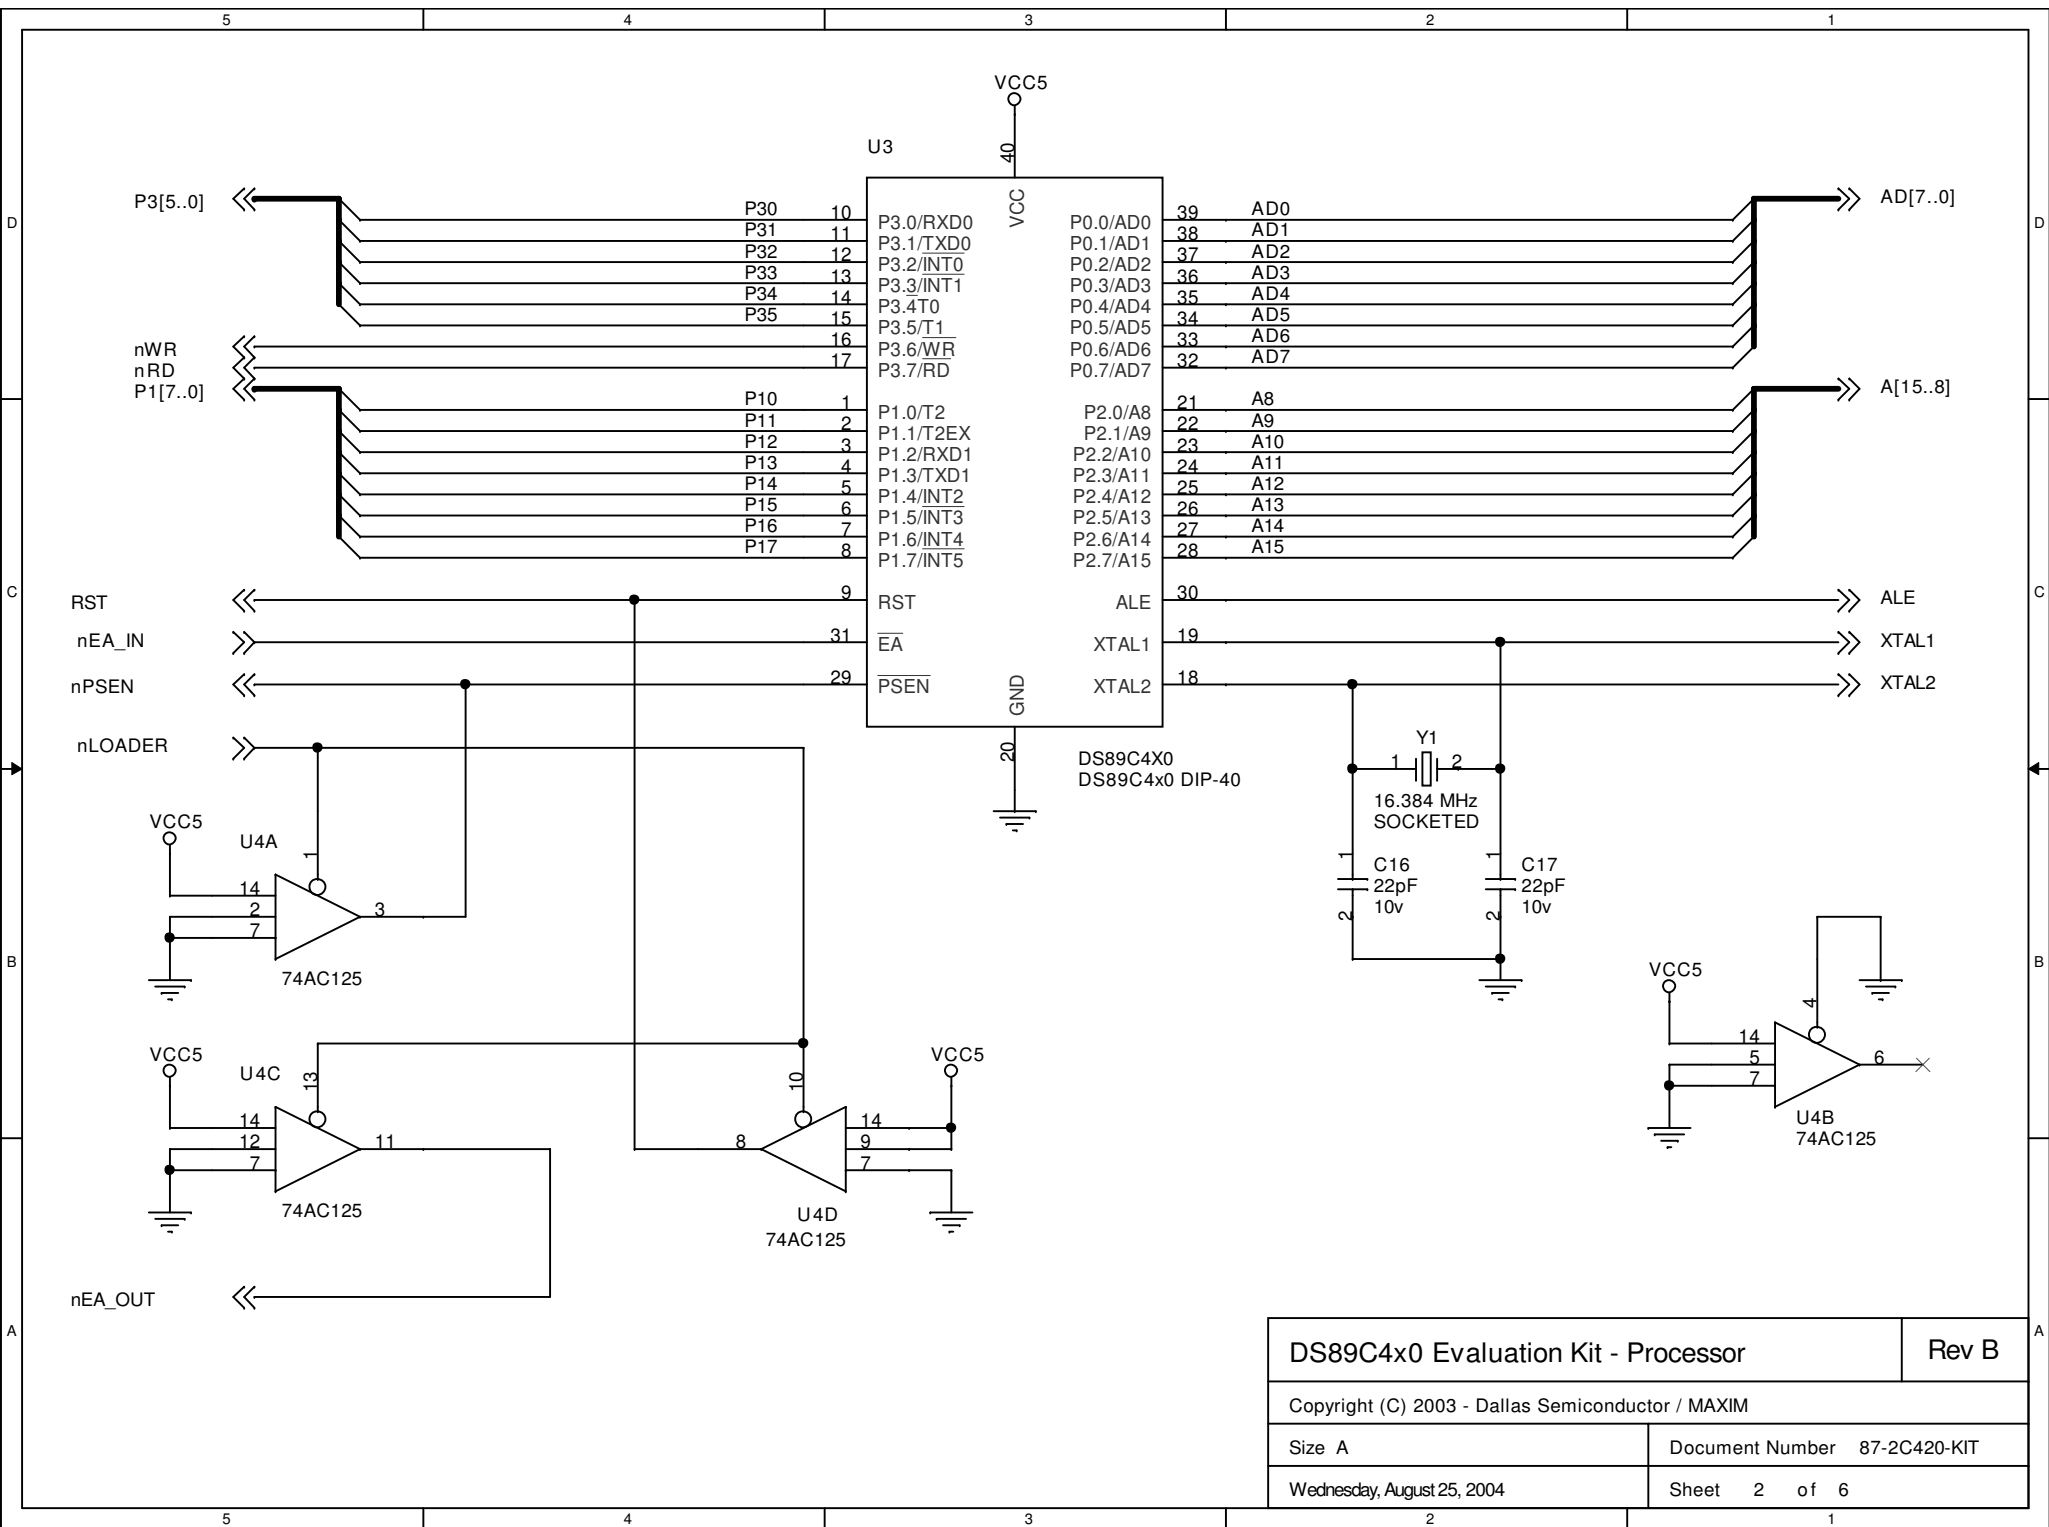 5 4 3 2 1
D
D
VCC5
U3
40
VCC
P3[5..0]
P30 10 P3.0/RXD0
P31 11 P3.1/TXD0
P32 12 P3.2/INT0
P33 13 P3.3/INT1
P34 14 P3.4T0
P35 15 P3.5/T1
nWR 16 P3.6/WR
nRD 17 P3.7/RD
P1[7..0]
P10 1 P1.0/T2
P11 2 P1.1/T2EX
P12 3 P1.2/RXD1
P13 4 P1.3/TXD1
P14 5 P1.4/INT2
P15 6 P1.5/INT3
P16 7 P1.6/INT4
P17 8 P1.7/INT5
RST 9 RST
nEA_IN 31 EA
nPSEN 29 PSEN
nLOADER
P0.0/AD0 39 AD0
P0.1/AD1 38 AD1
P0.2/AD2 37 AD2
P0.3/AD3 36 AD3
P0.4/AD4 35 AD4
P0.5/AD5 34 AD5
P0.6/AD6 33 AD6
P0.7/AD7 32 AD7
AD[7..0]
P2.0/A8 21 A8
P2.1/A9 22 A9
P2.2/A10 23 A10
P2.3/A11 24 A11
P2.4/A12 25 A12
P2.5/A13 26 A13
P2.6/A14 27 A14
P2.7/A15 28 A15
A[15..8]
ALE 30 ALE
XTAL1 19 XTAL1
XTAL2 18 XTAL2
GND
20
DS89C4X0
DS89C4x0 DIP-40
C
C
Y1
1 2
16.384 MHz
SOCKETED
1 C16
22pF
10v
2
1 C17
22pF
10v
2
VCC5
U4A
1
14
2
7
3
74AC125
B
B
VCC5
U4C
13
14
12
7
11
74AC125
VCC5
10
14
9
7
8
U4D
74AC125
VCC5
4
14
5
7
6
U4B
74AC125
nEA_OUT
A
A
DS89C4x0 Evaluation Kit - Processor
Rev B
Copyright (C) 2003 - Dallas Semiconductor / MAXIM
Size A
Document Number 87-2C420-KIT
Wednesday, August 25, 2004
Sheet 2 of 6
5 4 3 2 1